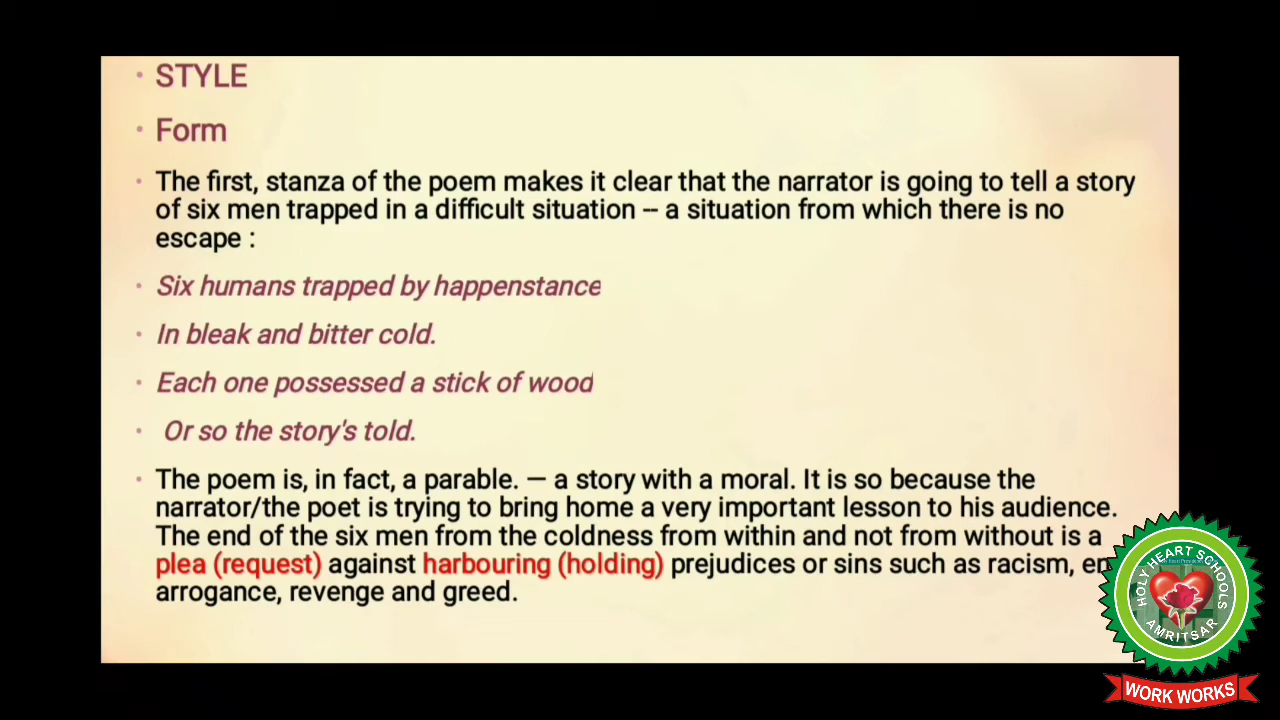 STYLE
Form
The first, stanza of the poem makes it clear that the narrator is going to tell a story
of six men trapped in a difficult situation -- a situation from which there is no
escape :
Six humans trapped by happenstance
In bleak and bitter cold.
Each one possessed a stick of wood
Or so the story's told.
The poem is, in fact, a parable. — a story with a moral. It is so because the
narrator/the poet is trying to bring home a very important lesson to his audience.
The end of the six men from the coldness from within and not from without is a
plea (request) against harbouring (holding) prejudices or sins such as racism,
arrogance, revenge and greed.
HOLY HEART SCHOOLS
AMRITSAR
WORK WORKS